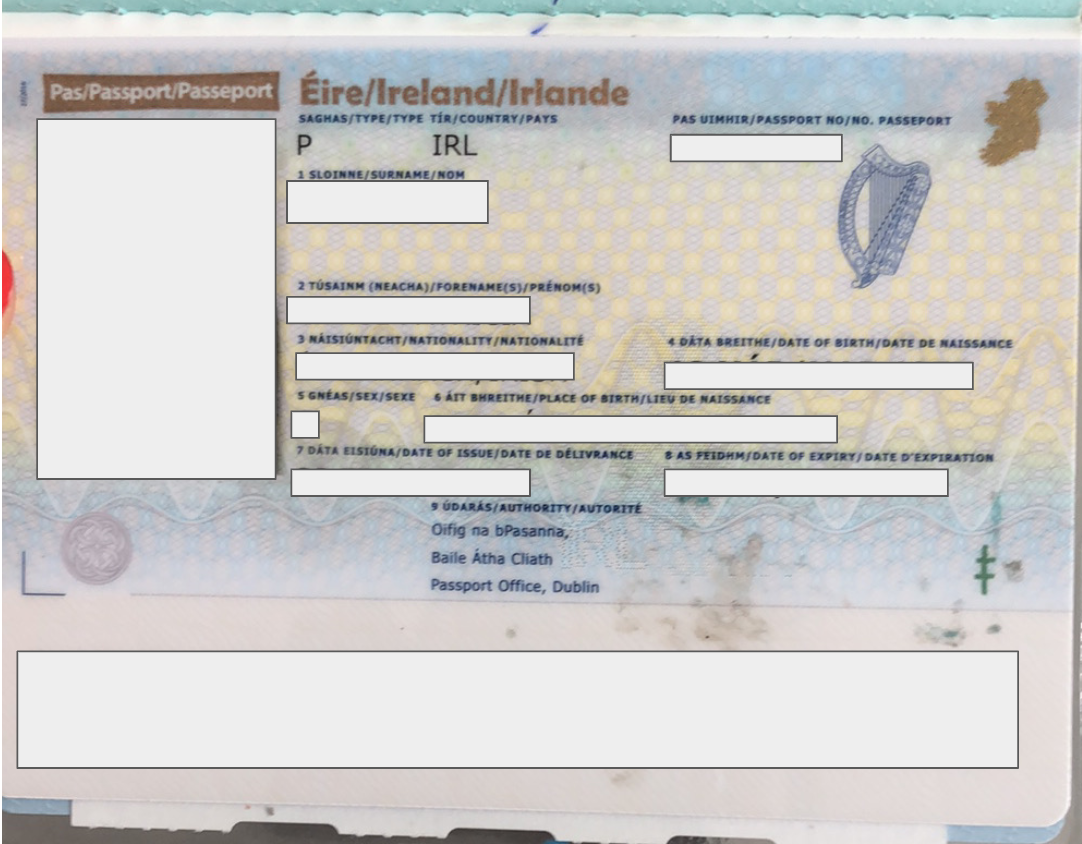 Pas/Passport/Passeport
Éire/Ireland/Irlande
SAGHAS/TYPE/TYPE TÍR/COUNTRY/PAYS
PAS UIMHIR/PASSPORT NO/NO. PASSEPORT
P IRL
1 SLOINNE/SURNAME/NOM
2 TÚSAINM (NEACHA)/FORENAME(S)/PRÉNOM(S)
3 NÁISIÚNTACHT/NATIONALITY/NATIONALITÉ
4 DÁTA BREITHE/DATE OF BIRTH/DATE DE NAISSANCE
5 GNÉAS/SEX/SEXE 6 ÁIT BHREITHE/PLACE OF BIRTH/LIEU DE NAISSANCE
7 DÁTA EISIÚNA/DATE OF ISSUE/DATE DE DÉLIVRANCE
8 AS FEIDHM/DATE OF EXPIRY/DATE D'EXPIRATION
9 ÚDARÁS/AUTHORITY/AUTORITÉ
Oifig na bPasanna,
Baile Átha Cliath
IRL
Passport Office, Dublin